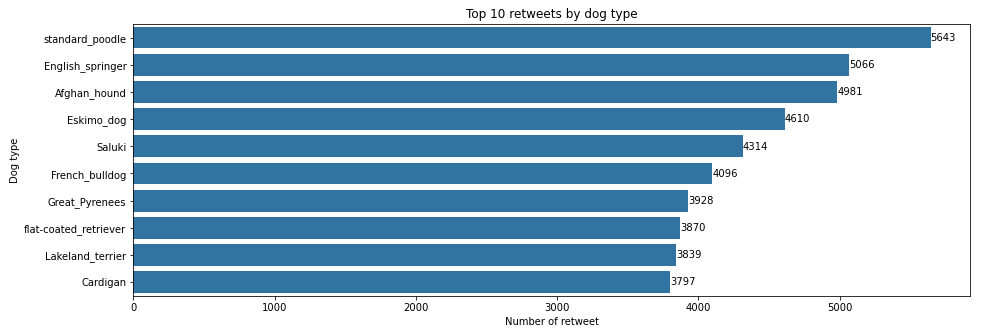 Top 10 retweets by dog type
Dog type
standard_poodle 5643
English_springer 5066
Afghan_hound 4981
Eskimo_dog 4610
Saluki 4314
French_bulldog 4096
Great_Pyrenees 3928
flat-coated_retriever 3870
Lakeland_terrier 3839
Cardigan 3797
0 1000 2000 3000 4000 5000
Number of retweet